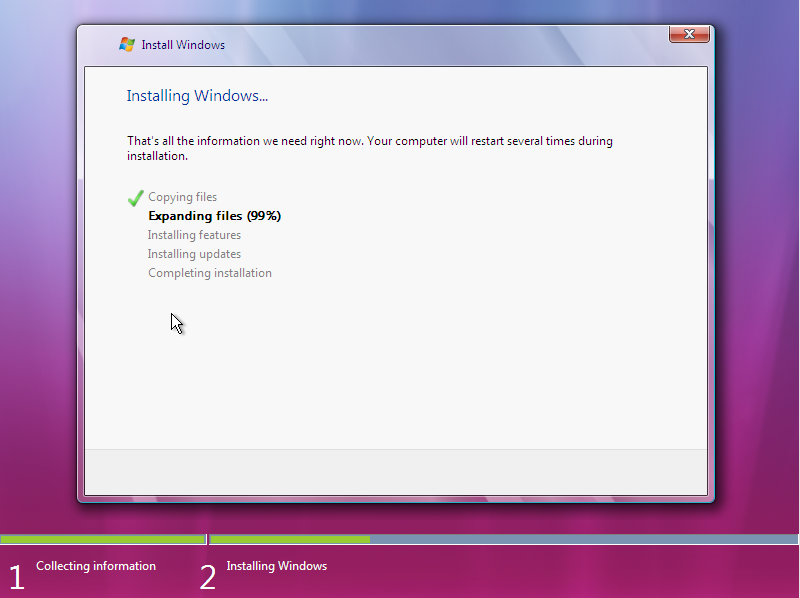 Install Windows
Installing Windows...
That's all the information we need right now. Your computer will restart several times during
installation.
Copying files
Expanding files (99%)
Installing features
Installing updates
Completing installation
1 Collecting information
2 Installing Windows